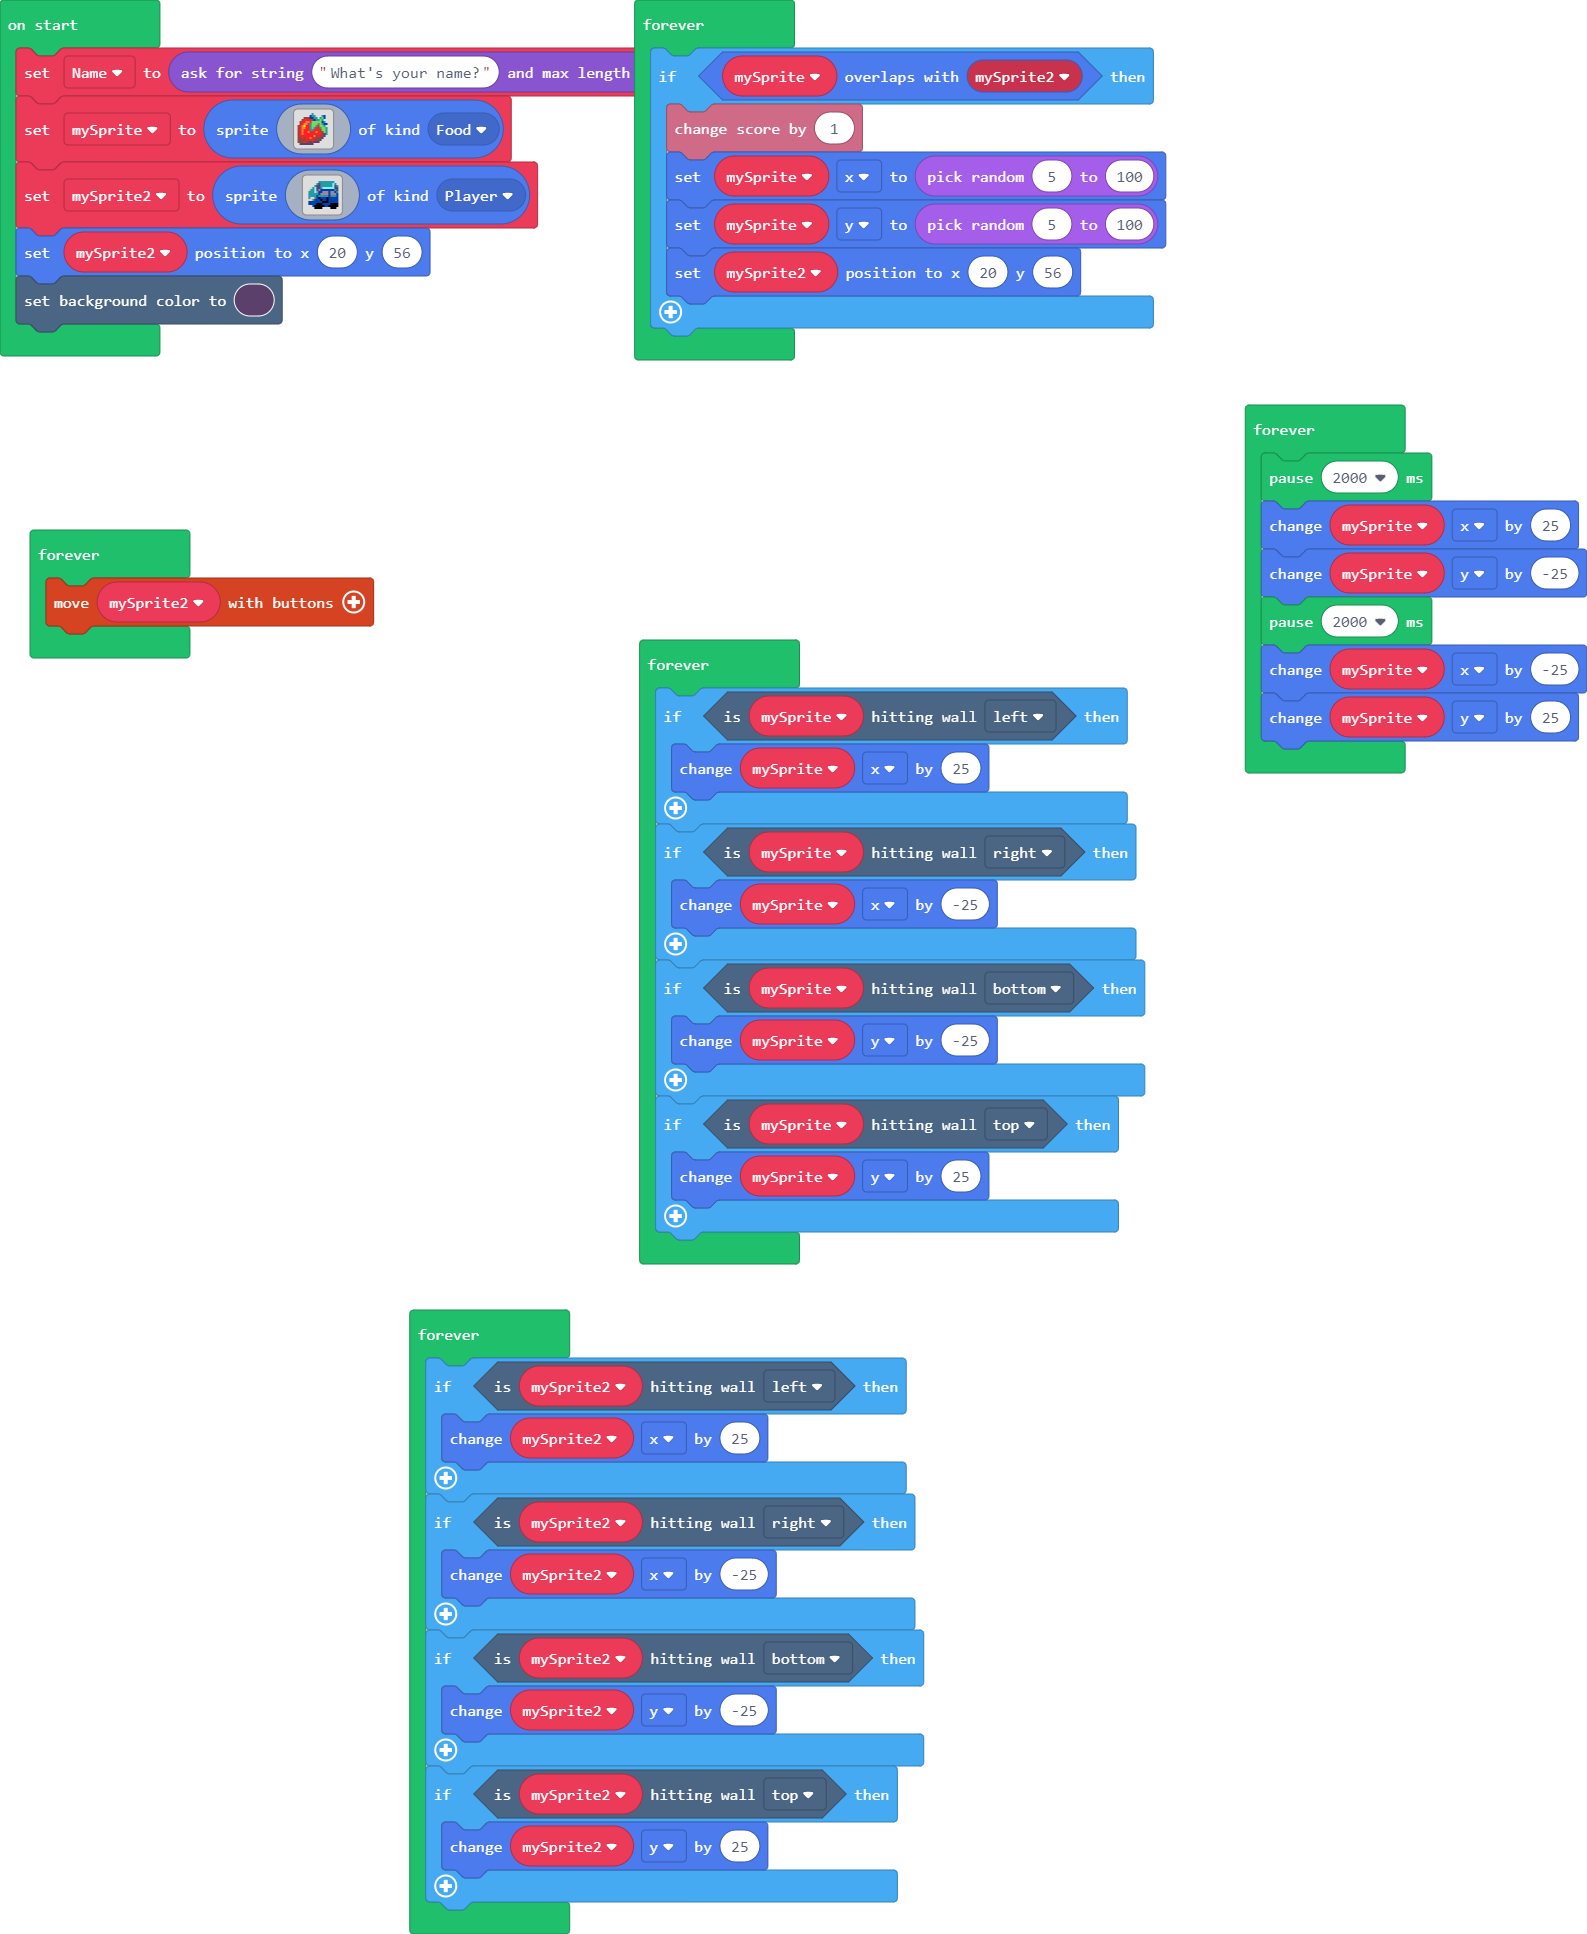 on start
set Name to ask for string "What's your name?" and max length
set mySprite to sprite of kind Food
set mySprite2 to sprite of kind Player
set mySprite2 position to x 20 y 56
set background color to
forever
if mySprite overlaps with mySprite2 then
change score by 1
set mySprite x to pick random 5 to 100
set mySprite y to pick random 5 to 100
set mySprite2 position to x 20 y 56
forever
pause 2000 ms
change mySprite x by 25
change mySprite y by -25
pause 2000 ms
change mySprite x by -25
change mySprite y by 25
forever
move mySprite2 with buttons
forever
if is mySprite hitting wall left then
change mySprite x by 25
if is mySprite hitting wall right then
change mySprite x by -25
if is mySprite hitting wall bottom then
change mySprite y by -25
if is mySprite hitting wall top then
change mySprite y by 25
forever
if is mySprite2 hitting wall left then
change mySprite2 x by 25
if is mySprite2 hitting wall right then
change mySprite2 x by -25
if is mySprite2 hitting wall bottom then
change mySprite2 y by -25
if is mySprite2 hitting wall top then
change mySprite2 y by 25